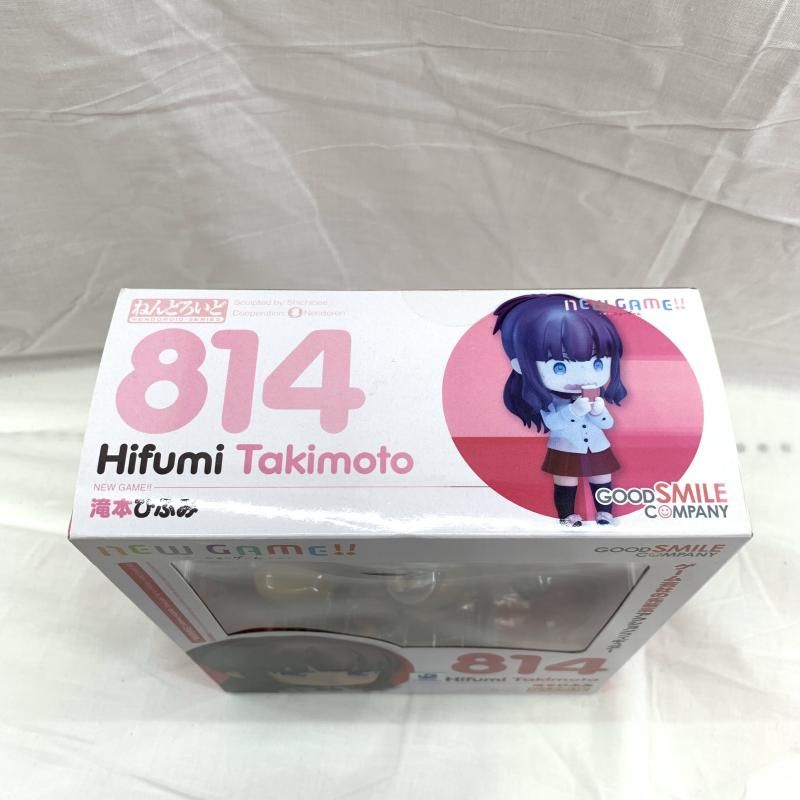 ねんどろいど
NENDOROID SERIES
Sculpted by Shichibee
Cooperation Nendoron
814
Hifumi Takimoto
NEW GAME!!
滝本ひふみ
NEW GAME!!
GOOD SMILE
COMPANY
NEW GAME!!
GOOD SMILE
COMPANY
814
Hifumi Takimoto